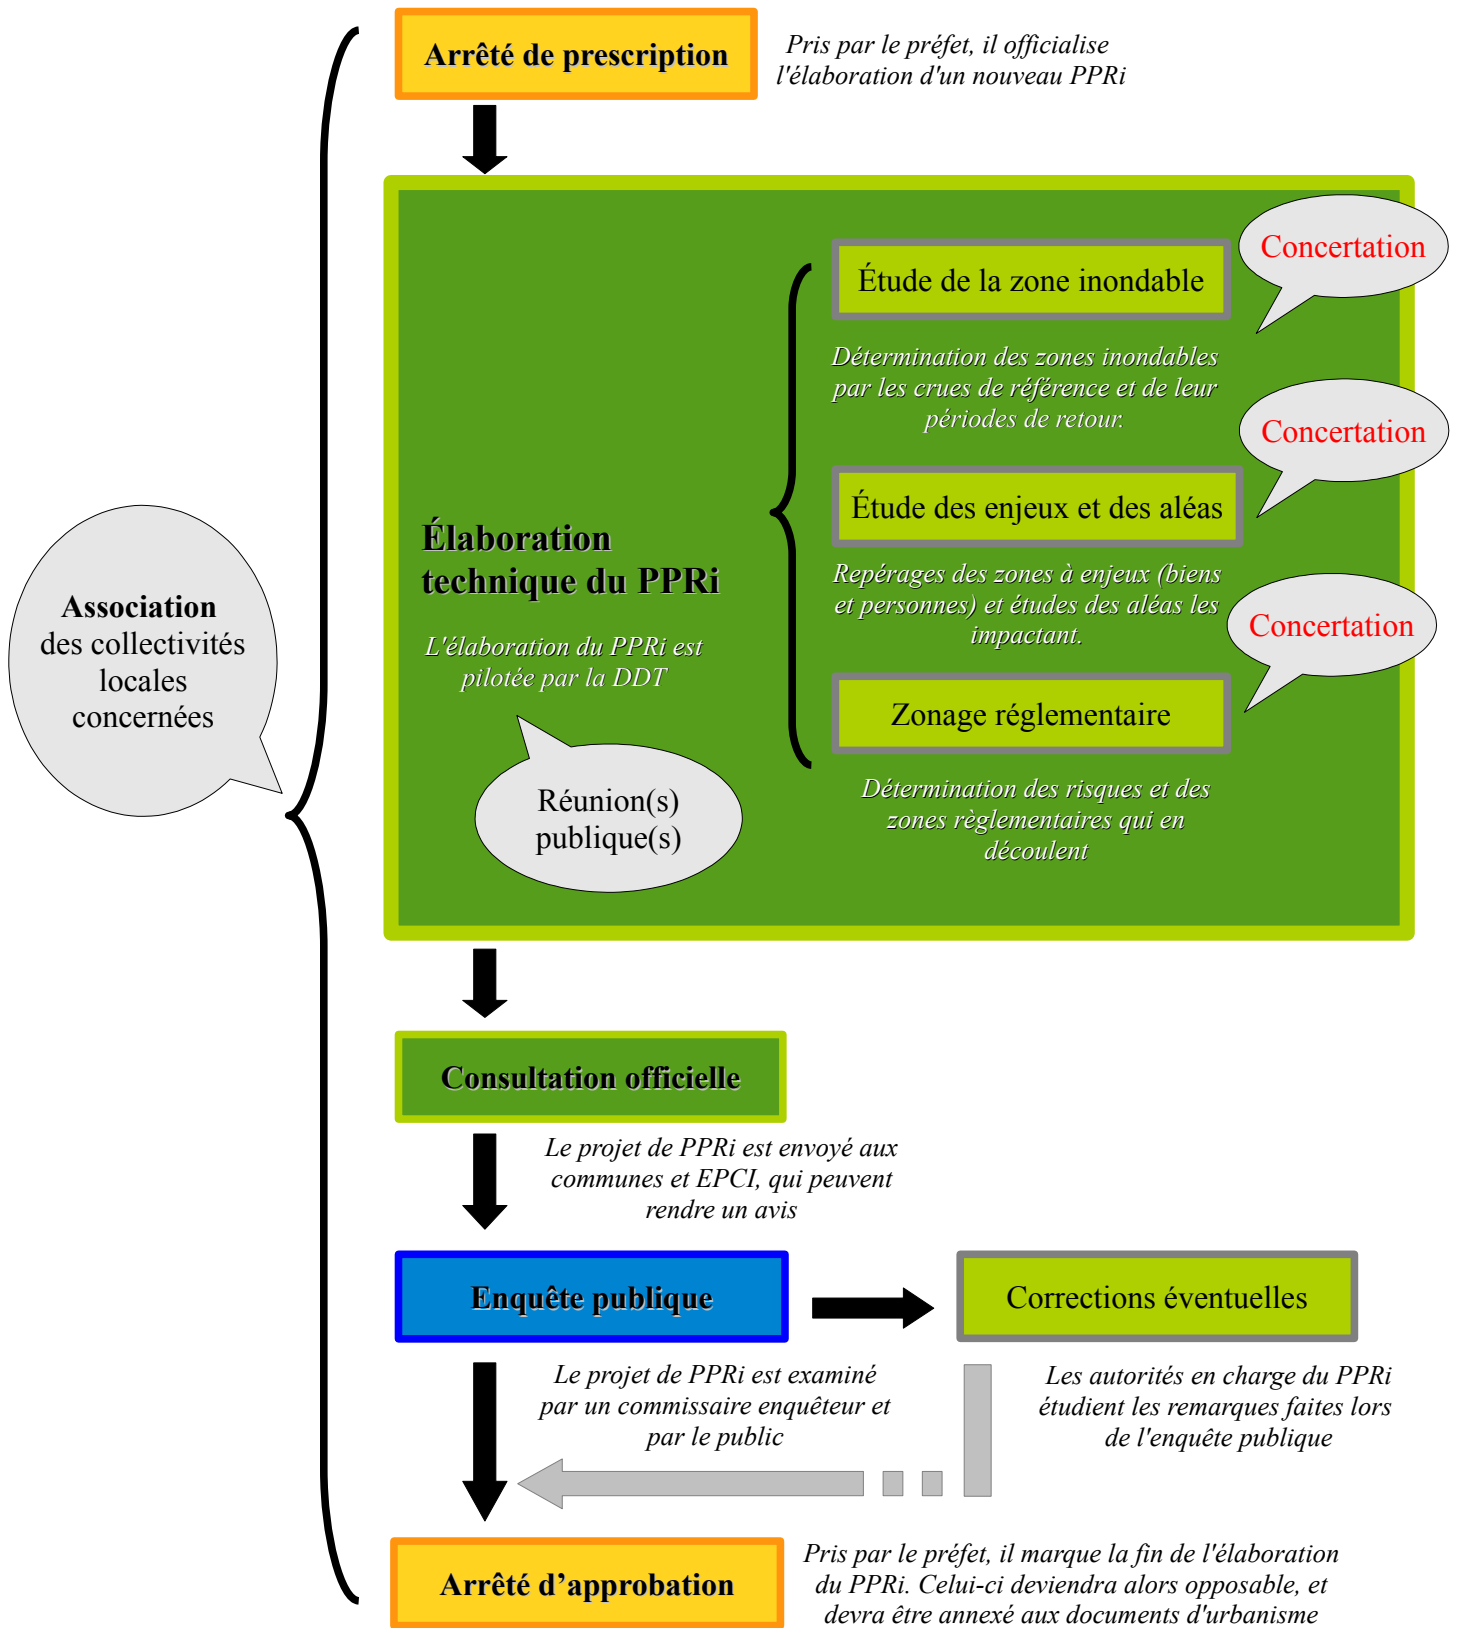 Arrêté de prescription
Pris par le préfet, il officialise
l'élaboration d'un nouveau PPRi
Concertation
Étude de la zone inondable
Détermination des zones inondables
par les crues de référence et de leur
périodes de retour.
Concertation
Étude des enjeux et des aléas
Repérages des zones à enjeux (biens
et personnes) et études des aléas les
impactant.
Concertation
Élaboration
technique du PPRi
L'élaboration du PPRi est
pilotée par la DDT
Association
des collectivités
locales
concernées
Zonage réglementaire
Détermination des risques et des
zones règlementaires qui en
découlent
Réunion(s)
publique(s)
Consultation officielle
Le projet de PPRi est envoyé aux
communes et EPCI, qui peuvent
rendre un avis
Enquête publique
Corrections éventuelles
Le projet de PPRi est examiné
par un commissaire enquêteur et
par le public
Les autorités en charge du PPRi
étudient les remarques faites lors
de l'enquête publique
Arrêté d’approbation
Pris par le préfet, il marque la fin de l'élaboration
du PPRi. Celui-ci deviendra alors opposable, et
devra être annexé aux documents d'urbanisme